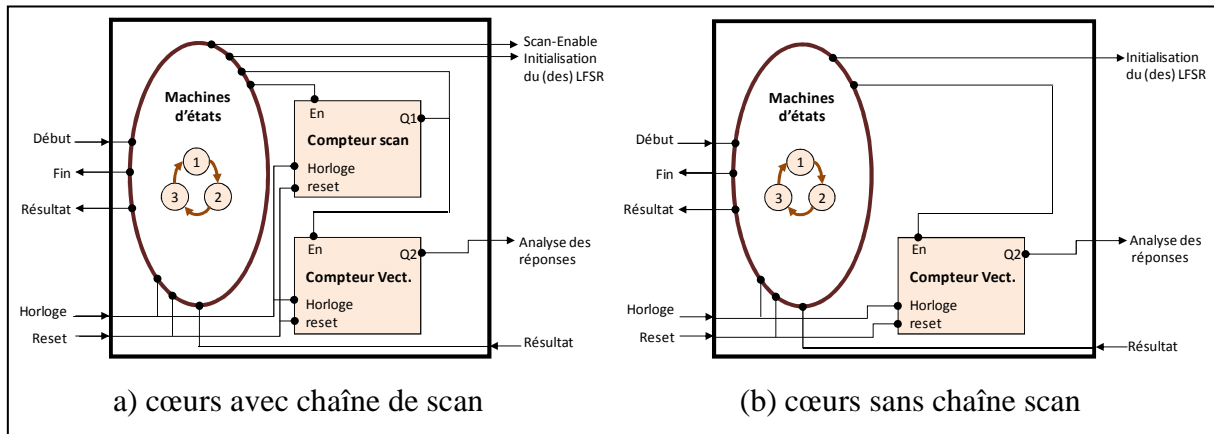 Scan-Enable
Initialisation
du (des) LFSR
Machines
d'états
1
3
2
En
Q1
Compteur scan
Horloge
reset
Début
Fin
Résultat
En
Q2
Compteur Vect.
Horloge
reset
Analyse des
réponses
Horloge
Reset
Résultat
a) cœurs avec chaîne de scan
Initialisation
du (des) LFSR
Machines
d'états
1
3
2
Début
Fin
Résultat
En
Q2
Compteur Vect.
Horloge
reset
Analyse des
réponses
Horloge
Reset
Résultat
(b) cœurs sans chaîne scan